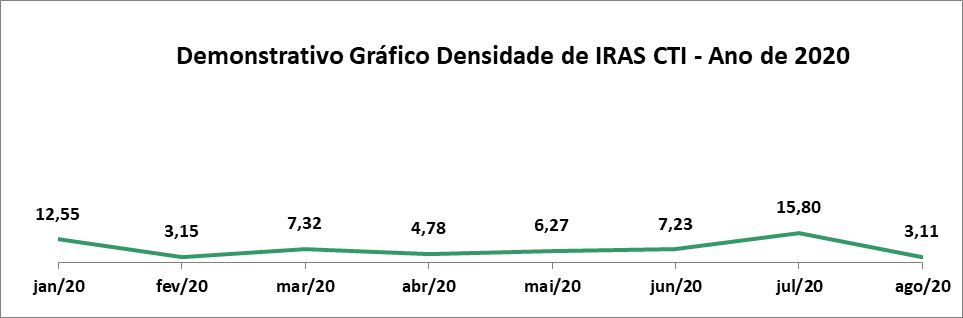 Demonstrativo Gráfico Densidade de IRAS CTI - Ano de 2020
12,55 3,15 7,32 4,78 6,27 7,23 15,80 3,11
jan/20 fev/20 mar/20 abr/20 mai/20 jun/20 jul/20 ago/20